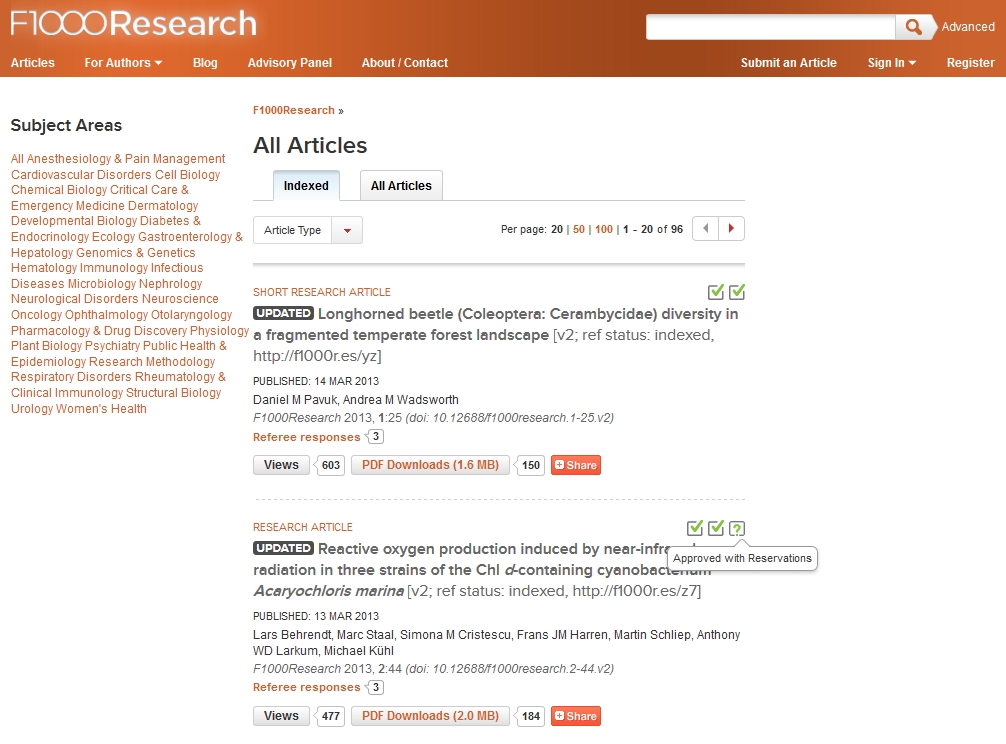 F1000Research
Advanced
Articles For Authors Blog Advisory Panel About / Contact Submit an Article Sign In Register
Subject Areas
All Anesthesiology & Pain Management
Cardiovascular Disorders Cell Biology
Chemical Biology Critical Care &
Emergency Medicine Dermatology
Developmental Biology Diabetes &
Endocrinology Ecology Gastroenterology &
Hepatology Genomics & Genetics
Hematology Immunology Infectious
Diseases Microbiology Nephrology
Neurological Disorders Neuroscience
Oncology Ophthalmology Otolaryngology
Pharmacology & Drug Discovery Physiology
Plant Biology Psychiatry Public Health &
Epidemiology Research Methodology
Respiratory Disorders Rheumatology &
Clinical Immunology Structural Biology
Urology Women's Health
F1000Research »
All Articles
Indexed All Articles
Article Type Per page: 20 | 50 | 100 | 1 - 20 of 96
SHORT RESEARCH ARTICLE
UPDATED Longhorned beetle (Coleoptera: Cerambycidae) diversity in
a fragmented temperate forest landscape [v2; ref status: indexed,
http://f1000r.es/yz]
PUBLISHED: 14 MAR 2013
Daniel M Pavuk, Andrea M Wadsworth
F1000Research 2013, 1:25 (doi: 10.12688/f1000research.1-25.v2)
Referee responses 3
Views 603 PDF Downloads (1.6 MB) 150 Share
RESEARCH ARTICLE ?
UPDATED Reactive oxygen production induced by near-infra
Approved with Reservations
radiation in three strains of the Chl d-containing cyanobacterium
Acaryochloris marina [v2; ref status: indexed, http://f1000r.es/z7]
PUBLISHED: 13 MAR 2013
Lars Behrendt, Marc Staal, Simona M Cristescu, Frans JM Harren, Martin Schliep, Anthony
WD Larkum, Michael Kühl
F1000Research 2013, 2:44 (doi: 10.12688/f1000research.2-44.v2)
Referee responses 3
Views 477 PDF Downloads (2.0 MB) 184 Share